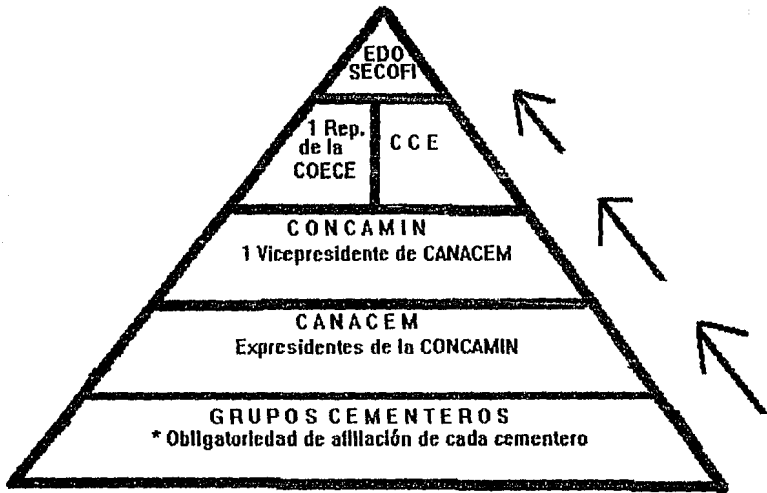 EDO
SECOFI
1 Rep.
de la
COECE
C C E
C O N C A M I N
1 Vicepresidente de CANACEM
C A N A C E M
Expresidentes de la CONCAMIN
G R U P O S C E M E N T E R O S
* Obligatoriedad de afiliación de cada cementero